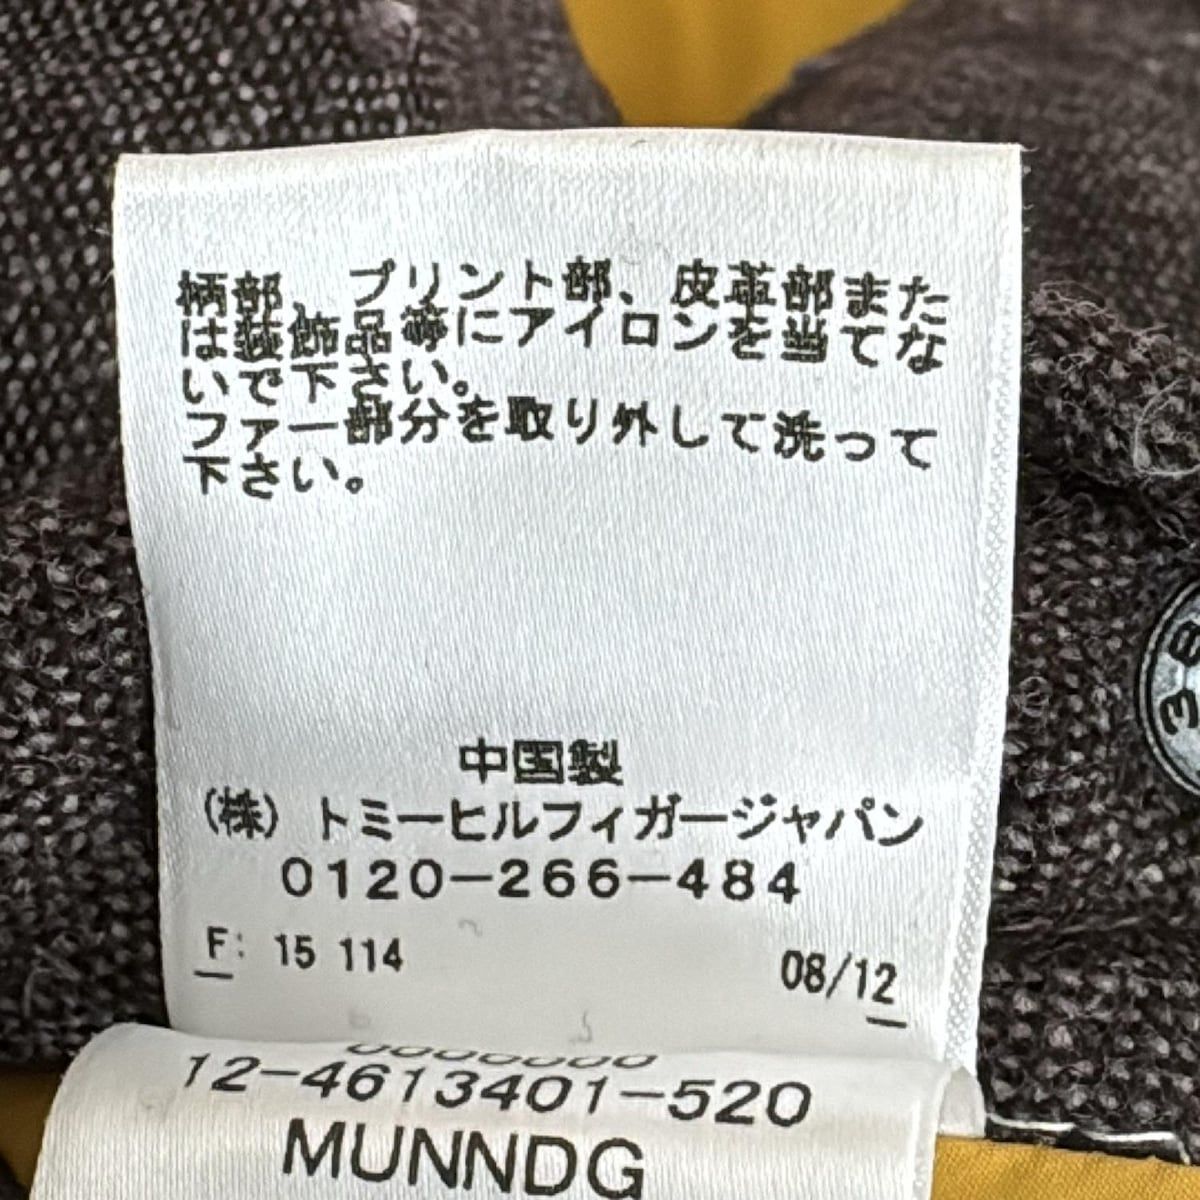 柄部、プリント部、皮革部また
は装飾品等にアイロンを当てな
いで下さい。
ファー部分を取り外して洗って
下さい。
中国製
(株) トミーヒルフィガージャパン
0120-266-484
F: 15 114
08/12
12-4613401-520
MUNNDG